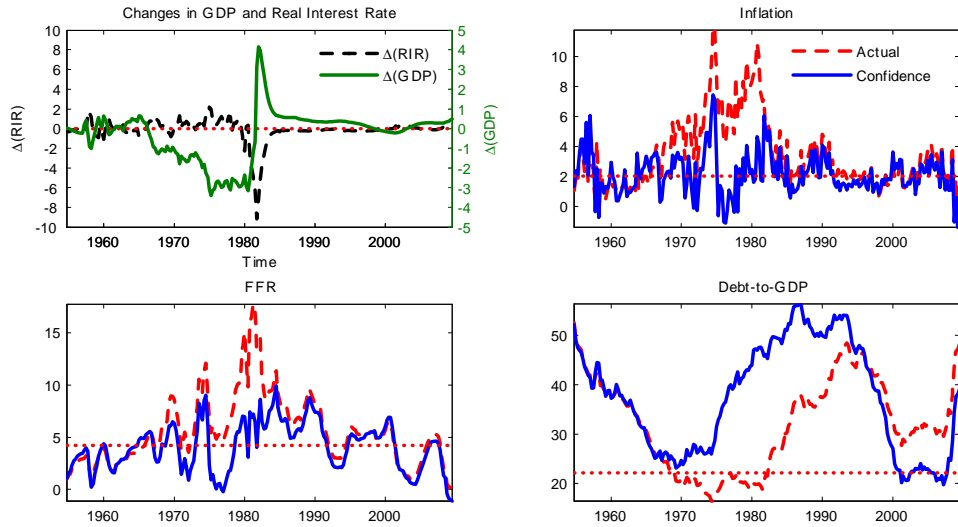 Changes in GDP and Real Interest Rate
10
8
6
4
2
0
-2
-4
-6
-8
-10
Δ(RIR)
Δ(RIR)
Δ(GDP)
5
4
3
2
1
0
-1
-2
-3
-4
-5
Δ(GDP)
1960 1970 1980 1990 2000
Time
Inflation
10
8
6
4
2
0
Actual
Confidence
1960 1970 1980 1990 2000
FFR
15
10
5
0
1960 1970 1980 1990 2000
Debt-to-GDP
50
40
30
20
1960 1970 1980 1990 2000